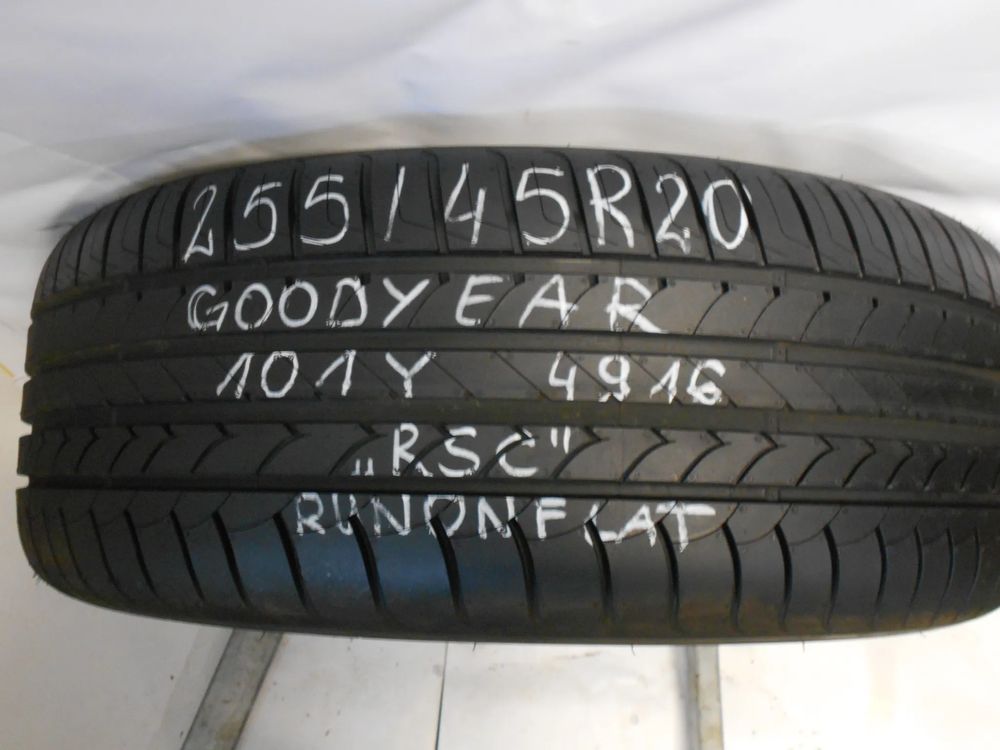 255/45R20
GOODYEAR
101Y 4916
„RSC"
RUNONFLAT